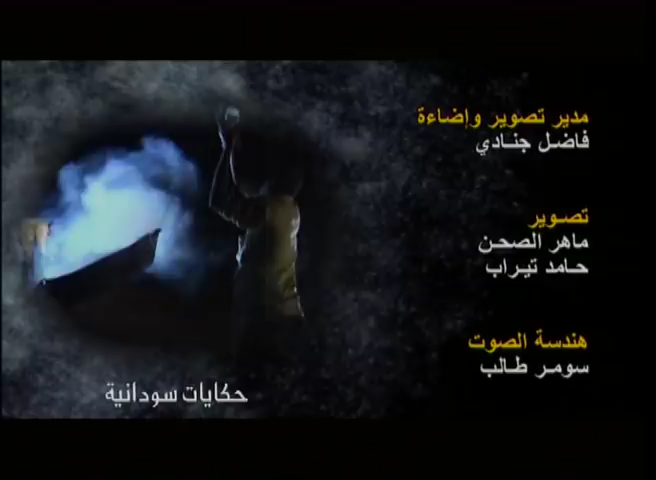 مدير تصوير وإضاءة
فاضل جنادي
تصوير
ماهر الصحن
حامد تيراب
هندسة الصوت
سومر طالب
حكايات سودانية